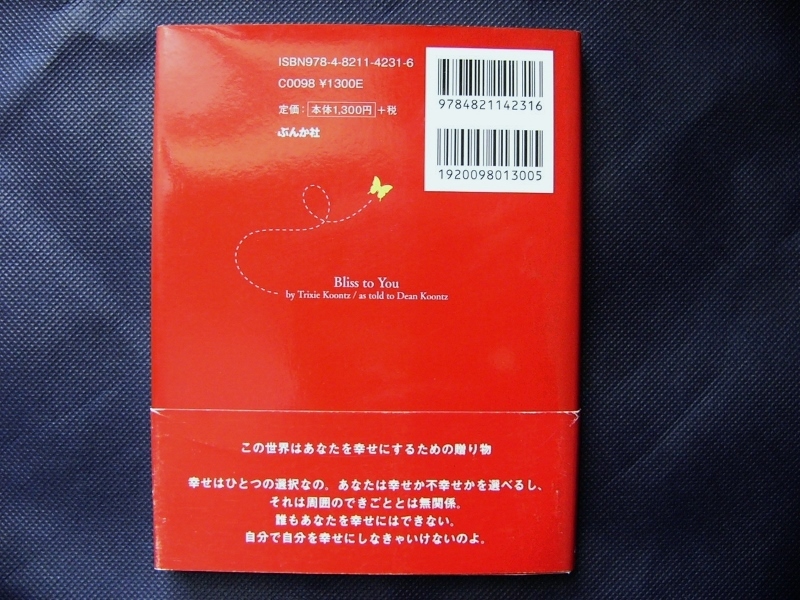 ISBN978-4-8211-4231-6
C0098 ¥1300E
定価：本体1,300円+税
ぶんか社
9784821142316
1920098013005
Bliss to You
by Trixie Koontz / as told to Dean Koontz
この世界はあなたを幸せにするための贈り物
幸せはひとつの選択なの。あなたは幸せか不幸せかを選べるし、
それは周囲のできごととは無関係。
誰もあなたを幸せにはできない。
自分で自分を幸せにしなきゃいけないのよ。